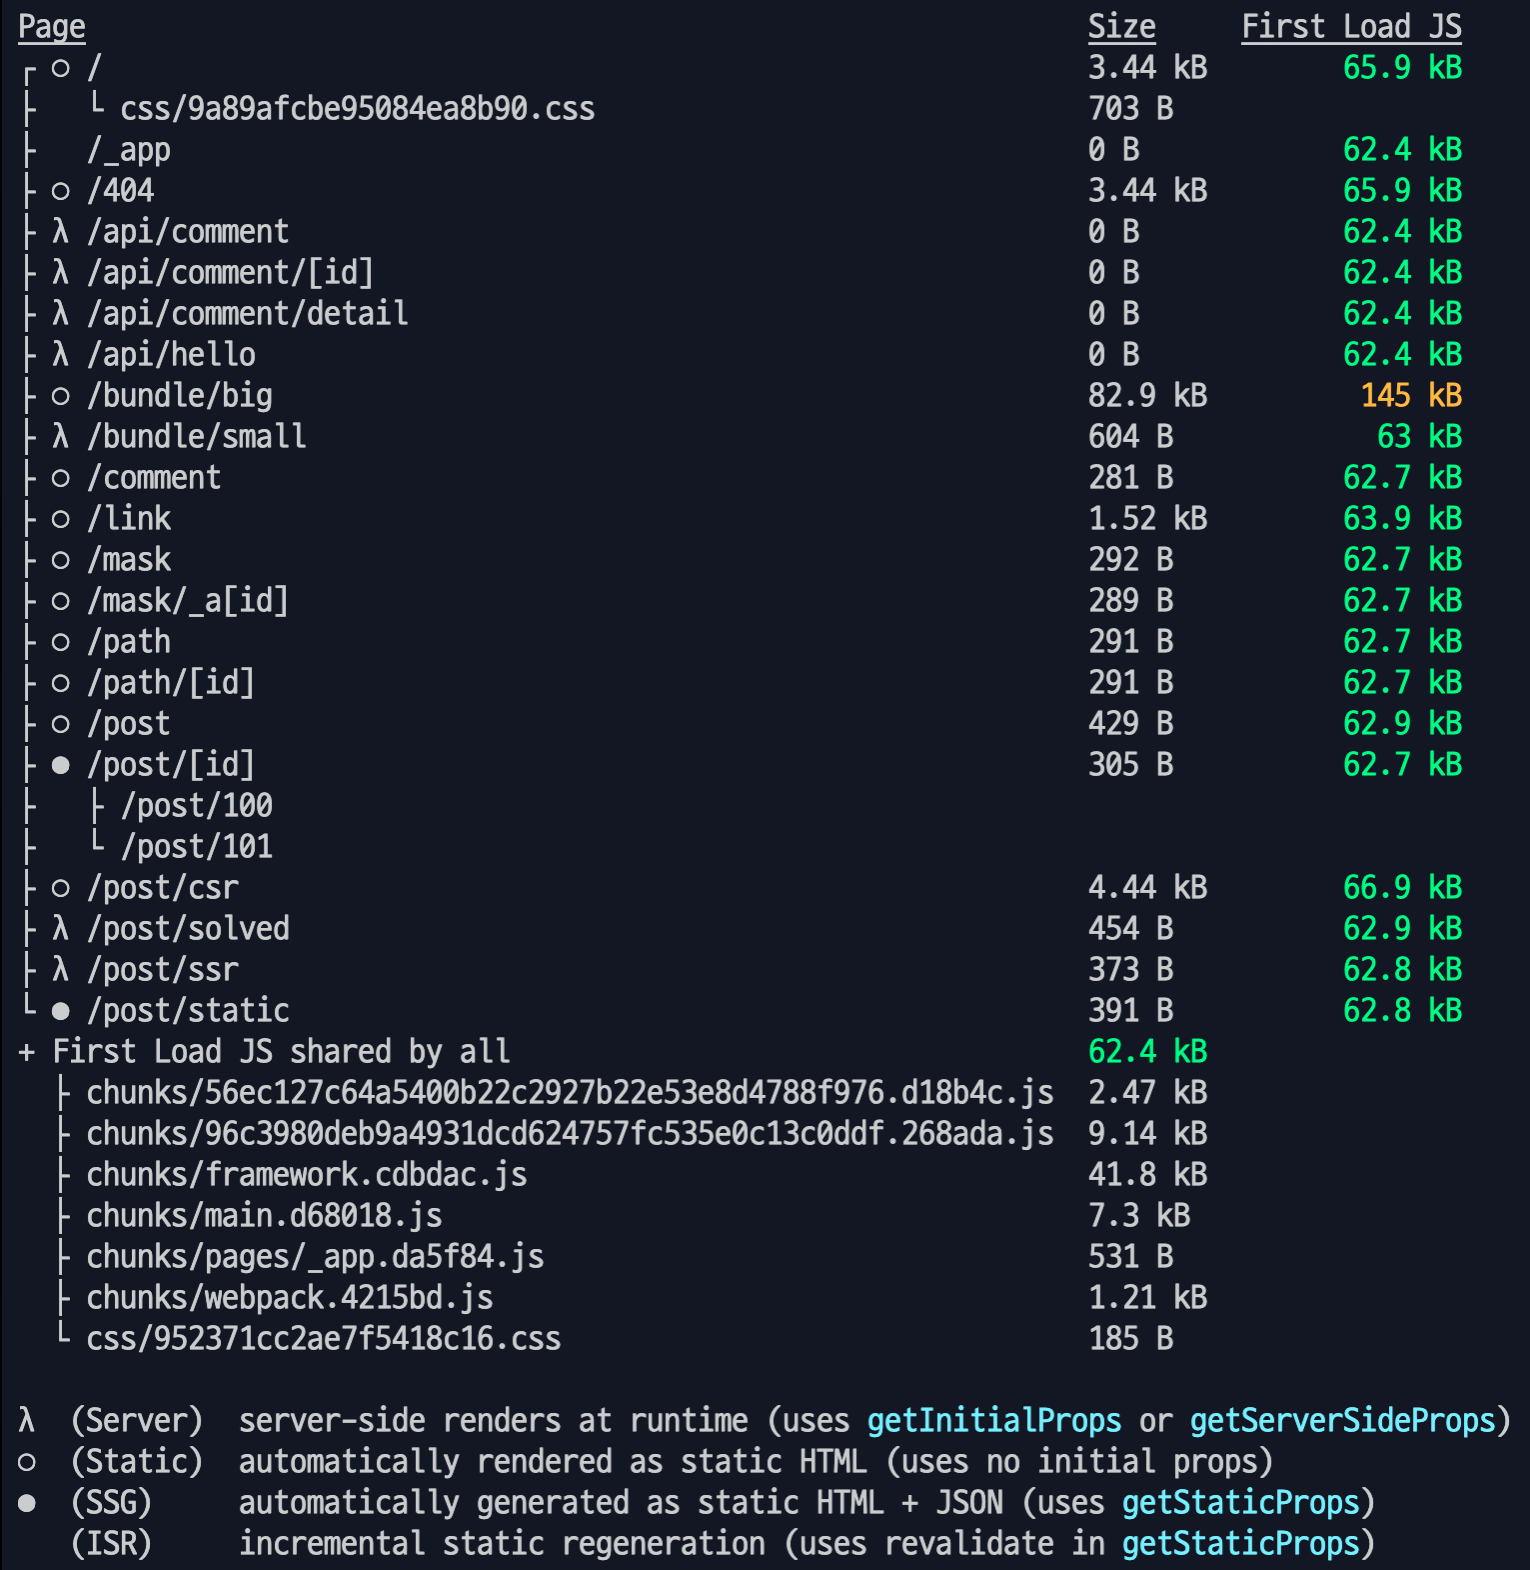 Page Size First Load JS
┌ ○ / 3.44 kB 65.9 kB
├   └ css/9a89afcbe95084ea8b90.css 703 B
├   /_app 0 B 62.4 kB
├ ○ /404 3.44 kB 65.9 kB
├ λ /api/comment 0 B 62.4 kB
├ λ /api/comment/[id] 0 B 62.4 kB
├ λ /api/comment/detail 0 B 62.4 kB
├ λ /api/hello 0 B 62.4 kB
├ ○ /bundle/big 82.9 kB 145 kB
├ λ /bundle/small 604 B 63 kB
├ ○ /comment 281 B 62.7 kB
├ ○ /link 1.52 kB 63.9 kB
├ ○ /mask 292 B 62.7 kB
├ ○ /mask/_a[id] 289 B 62.7 kB
├ ○ /path 291 B 62.7 kB
├ ○ /path/[id] 291 B 62.7 kB
├ ○ /post 429 B 62.9 kB
├ ● /post/[id] 305 B 62.7 kB
├   ├ /post/100
├   └ /post/101
├ ○ /post/csr 4.44 kB 66.9 kB
├ λ /post/solved 454 B 62.9 kB
├ λ /post/ssr 373 B 62.8 kB
└ ● /post/static 391 B 62.8 kB
+ First Load JS shared by all 62.4 kB
  ├ chunks/56ec127c64a5400b22c2927b22e53e8d4788f976.d18b4c.js 2.47 kB
  ├ chunks/96c3980deb9a4931dcd624757fc535e0c13c0ddf.268ada.js 9.14 kB
  ├ chunks/framework.cdbdac.js 41.8 kB
  ├ chunks/main.d68018.js 7.3 kB
  ├ chunks/pages/_app.da5f84.js 531 B
  ├ chunks/webpack.4215bd.js 1.21 kB
  └ css/952371cc2ae7f5418c16.css 185 B
λ (Server) server-side renders at runtime (uses getInitialProps or getServerSideProps)
○ (Static) automatically rendered as static HTML (uses no initial props)
● (SSG) automatically generated as static HTML + JSON (uses getStaticProps)
(ISR) incremental static regeneration (uses revalidate in getStaticProps)